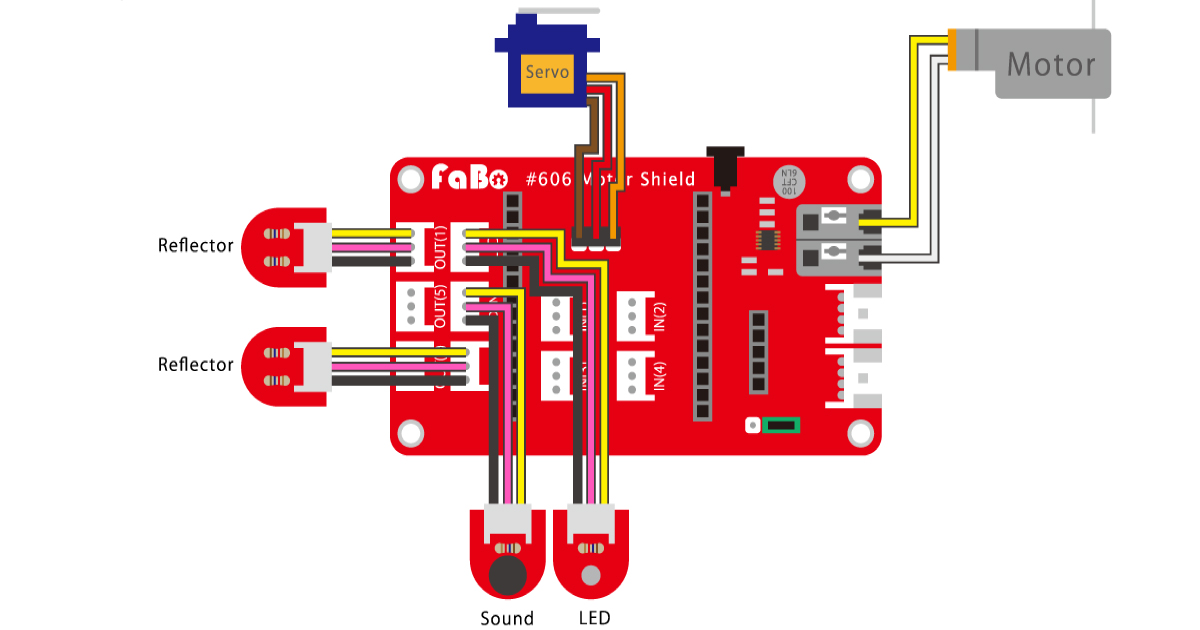 Servo
Motor
FaBo #606 Motor Shield
100
CFT
6LN
Reflector
OUT(1)
OUT(5)
IN(2)
Reflector
IN(4)
Sound
LED